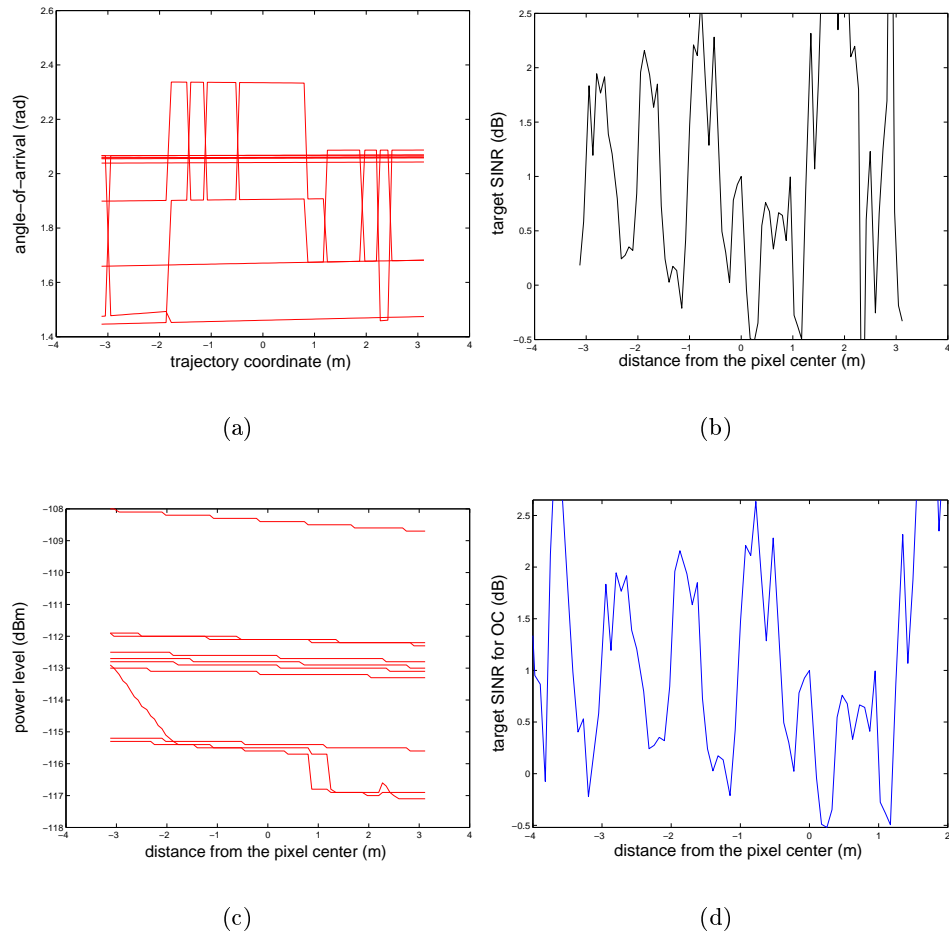 2.6
2.4
2.2
2
1.8
1.6
1.4
angle-of-arrival (rad)
−4 −3 −2 −1 0 1 2 3 4
trajectory coordinate (m)
(a)
2.5
2
1.5
1
0.5
0
−0.5
target SINR (dB)
−4 −3 −2 −1 0 1 2 3 4
distance from the pixel center (m)
(b)
−108
−109
−110
−111
−112
−113
−114
−115
−116
−117
−118
power level (dBm)
−4 −3 −2 −1 0 1 2 3 4
distance from the pixel center (m)
(c)
2.5
2
1.5
1
0.5
0
−0.5
target SINR for OC (dB)
−4 −3 −2 −1 0 1 2
distance from the pixel center (m)
(d)